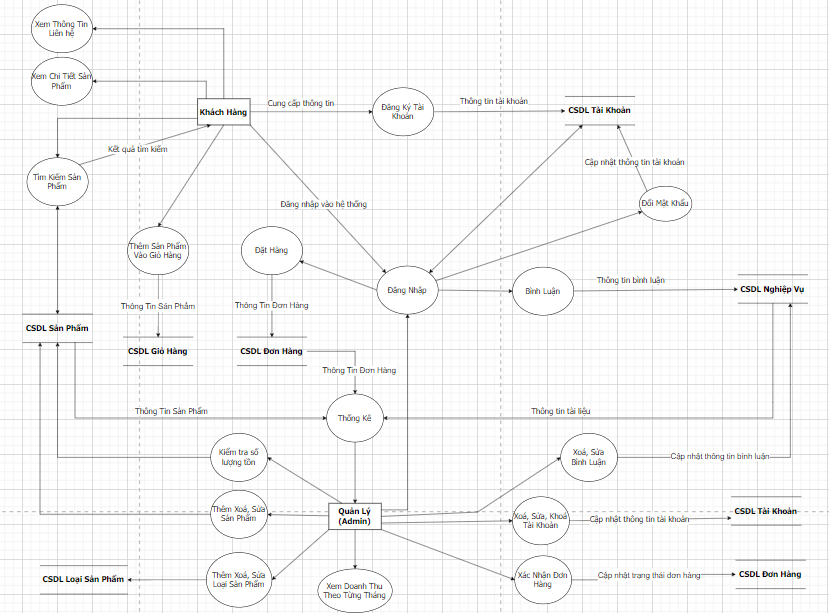 Xem Thông Tin
Liên hệ
Xem Chi Tiết Sản
Phẩm
Khách Hàng
Cung cấp thông tin
Đăng Ký Tài
Khoản
Thông tin tài khoản
CSDL Tài Khoản
Kết quả tìm kiếm
Cập nhật thông tin tài khoản
Tìm Kiếm Sản
Phẩm
Đăng nhập vào hệ thống
Đổi Mật Khẩu
Thêm Sản Phẩm
Vào Giỏ Hàng
Đặt Hàng
Đăng Nhập
Bình Luận
Thông tin bình luận
CSDL Nghiệp Vụ
Thông Tin Sản Phẩm
Thông Tin Đơn Hàng
CSDL Sản Phẩm
CSDL Giỏ Hàng
CSDL Đơn Hàng
Thông Tin Đơn Hàng
Thông Tin Sản Phẩm
Thống Kê
Thông tin tài liệu
Kiểm tra số
lượng tồn
Xoá, Sửa
Bình Luận
Cập nhật thông tin bình luận
Thêm Xoá, Sửa
Sản Phẩm
Quản Lý
(Admin)
Xoá, Sửa, Khoá
Tài Khoản
Cập nhật thông tin tài khoản
CSDL Tài Khoản
CSDL Loại Sản Phẩm
Thêm Xoá, Sửa
Loại Sản Phẩm
Xem Doanh Thu
Theo Từng Tháng
Xác Nhận Đơn
Hàng
Cập nhật trạng thái đơn hàng
CSDL Đơn Hàng